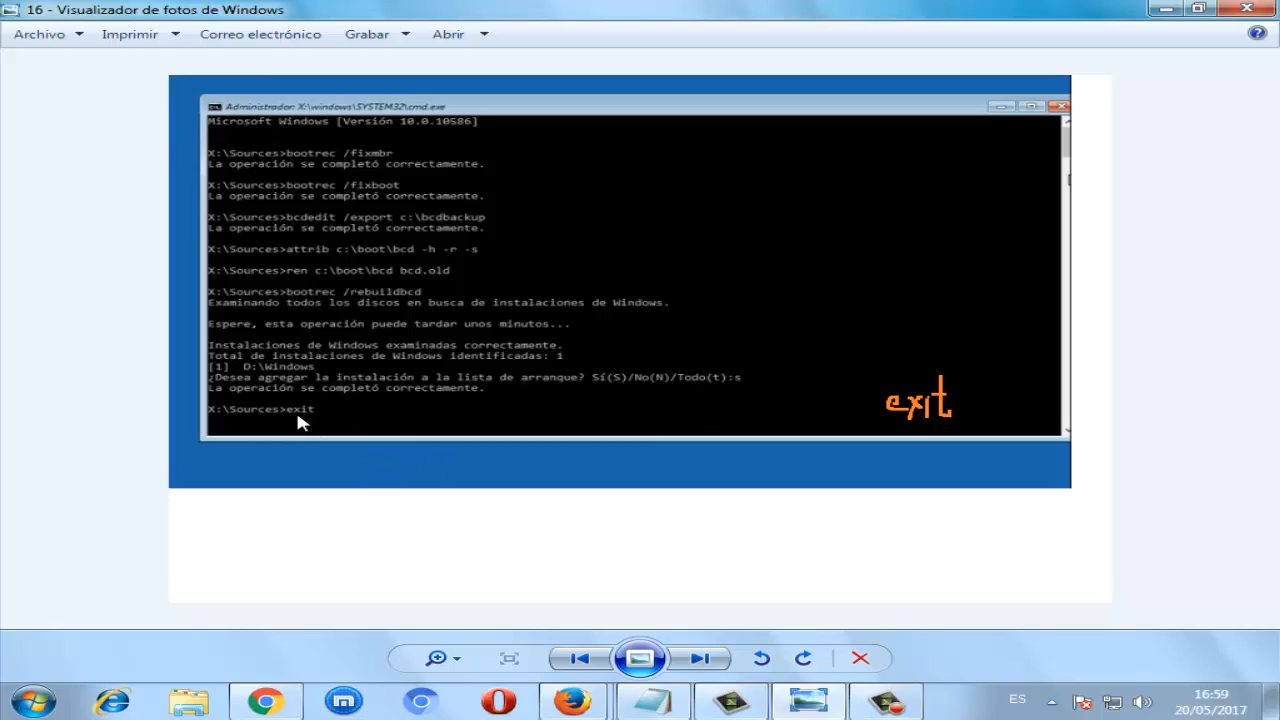 16 - Visualizador de fotos de Windows
Archivo Imprimir Correo electrónico Grabar Abrir
Administrador: X:\windows\SYSTEM32\cmd.exe
Microsoft Windows [Versión 10.0.10586]
X:\Sources>bootrec /fixmbr
La operación se completó correctamente.
X:\Sources>bootrec /fixboot
La operación se completó correctamente.
X:\Sources>bcdedit /export c:\bcdbackup
La operación se completó correctamente.
X:\Sources>attrib c:\boot\bcd -h -r -s
X:\Sources>ren c:\boot\bcd bcd.old
X:\Sources>bootrec /rebuildbcd
Examinando todos los discos en busca de instalaciones de Windows.
Espere, esta operación puede tardar unos minutos...
Instalaciones de Windows examinadas correctamente.
Total de instalaciones de Windows identificadas: 1
[1] D:\Windows
¿Desea agregar la instalación a la lista de arranque? Sí(S)/No(N)/Todo(t):s
La operación se completó correctamente.
X:\Sources>exit
exit
ES
16:59
20/05/2017